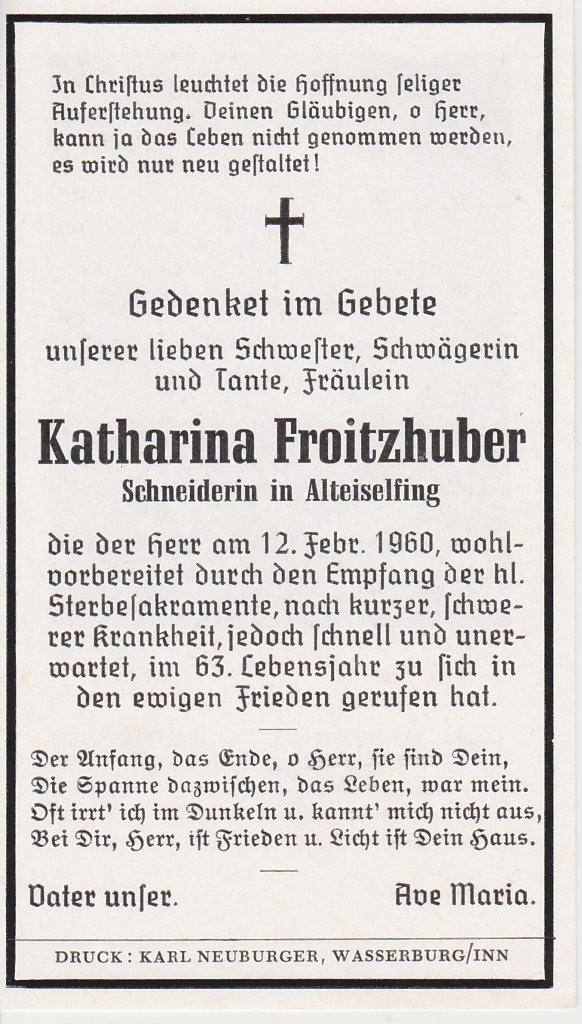 In Christus leuchtet die Hoffnung seliger
Auferstehung. Deinen Gläubigen, o Herr,
kann ja das Leben nicht genommen werden,
es wird nur neu gestaltet!
Gedenket im Gebete
unserer lieben Schwester, Schwägerin
und Tante, Fräulein
Katharina Froitzhuber
Schneiderin in Alteiselfing
die der Herr am 12. Febr. 1960, wohl-
vorbereitet durch den Empfang der hl.
Sterbesakramente, nach kurzer, schwe-
rer Krankheit, jedoch schnell und uner-
wartet, im 63. Lebensjahr zu sich in
den ewigen Frieden gerufen hat.
Der Anfang, das Ende, o Herr, sie sind Dein,
Die Spanne dazwischen, das Leben, war mein.
Oft irrt' ich im Dunkeln u. kannt' mich nicht aus,
Bei Dir, Herr, ist Frieden u. Licht ist Dein Haus.
Vater unser. Ave Maria.
DRUCK: KARL NEUBURGER, WASSERBURG/INN